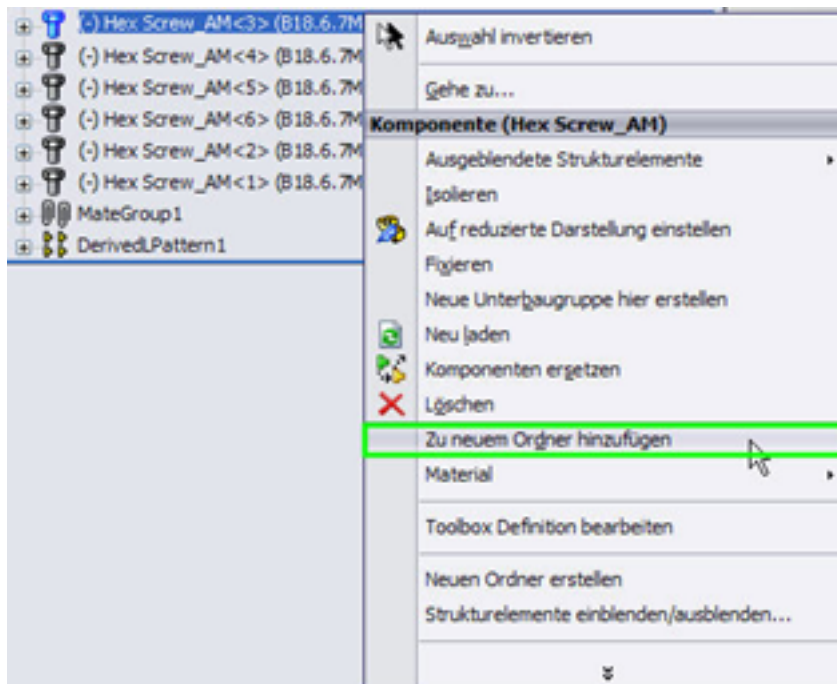 (-) Hex Screw_AM<3> (B18.6.7M
(-) Hex Screw_AM<4> (B18.6.7M
(-) Hex Screw_AM<5> (B18.6.7M
(-) Hex Screw_AM<6> (B18.6.7M
(-) Hex Screw_AM<2> (B18.6.7M
(-) Hex Screw_AM<1> (B18.6.7M
MateGroup1
DerivedLPattern1
Auswahl invertieren
Gehe zu...
Komponente (Hex Screw_AM)
Ausgeblendete Strukturelemente
Isolieren
Auf reduzierte Darstellung einstellen
Fixieren
Neue Unterbaugruppe hier erstellen
Neu laden
Komponenten ersetzen
Löschen
Zu neuem Ordner hinzufügen
Material
Toolbox Definition bearbeiten
Neuen Ordner erstellen
Strukturelemente einblenden/ausblenden...